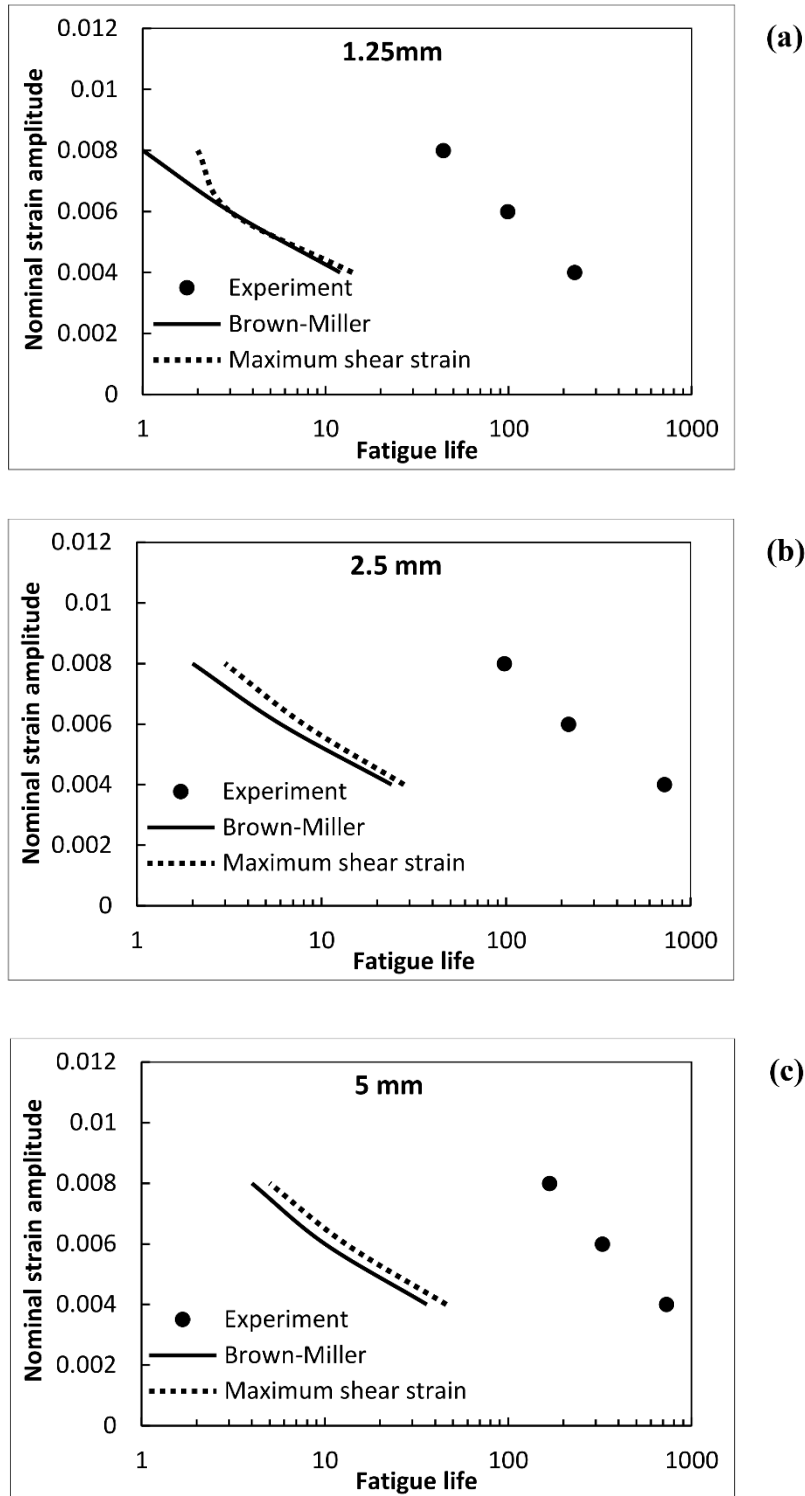 (a)
1.25mm
Nominal strain amplitude
0.012
0.01
0.008
0.006
0.004
0.002
0
Experiment
Brown-Miller
Maximum shear strain
1 10 100 1000
Fatigue life
(b)
2.5 mm
Nominal strain amplitude
0.012
0.01
0.008
0.006
0.004
0.002
0
Experiment
Brown-Miller
Maximum shear strain
1 10 100 1000
Fatigue life
(c)
5 mm
Nominal strain amplitude
0.012
0.01
0.008
0.006
0.004
0.002
0
Experiment
Brown-Miller
Maximum shear strain
1 10 100 1000
Fatigue life